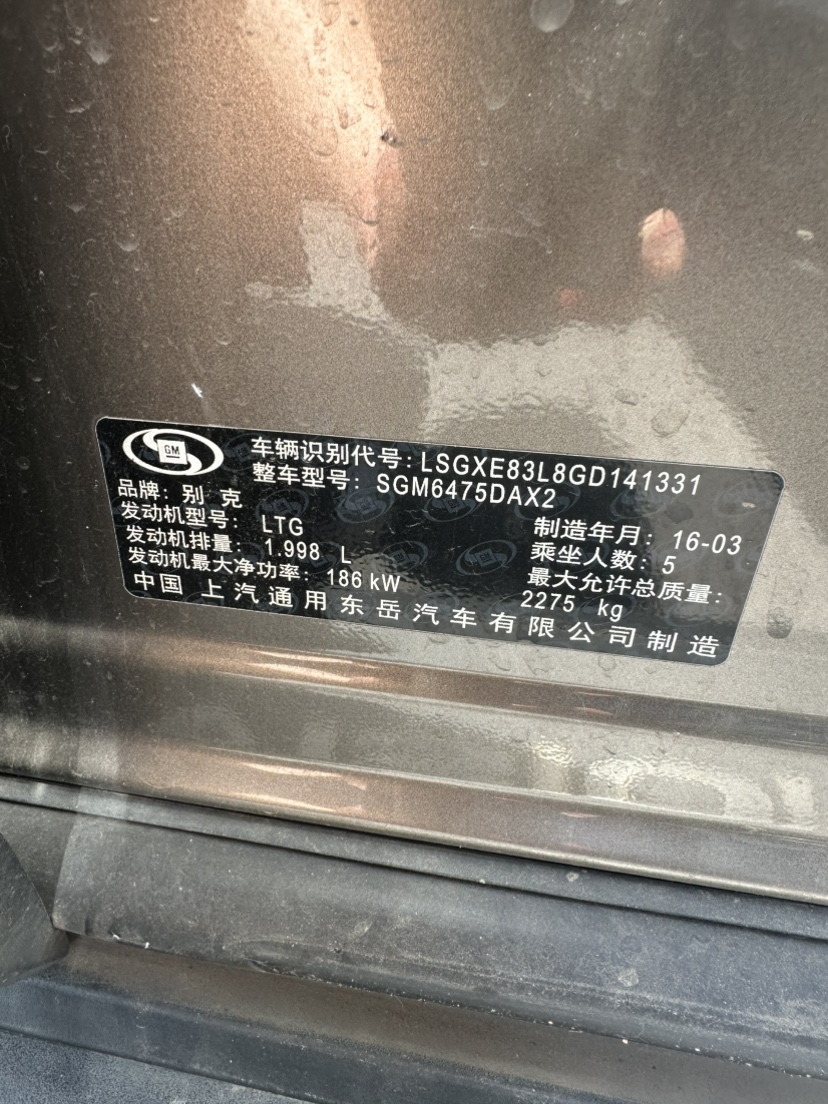 GM
车辆识别代号:LSGXE83L8GD141331
整车型号: SGM6475DAX2
品牌: 别 克
发动机型号: LTG
制造年月: 16-03
发动机排量: 1.998 L
乘坐人数: 5
发动机最大净功率: 186 kW
最大允许总质量:
2275 kg
中国 上汽通用东岳汽车有限公司制造